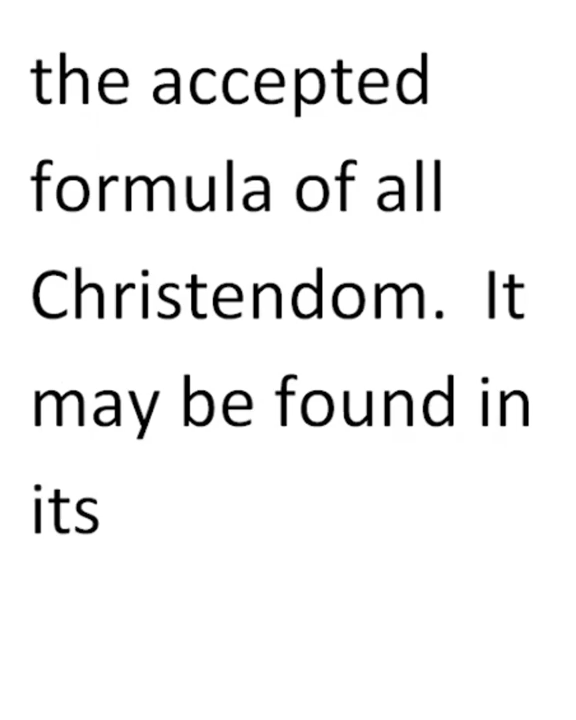 the accepted
formula of all
Christendom.  It
may be found in
its